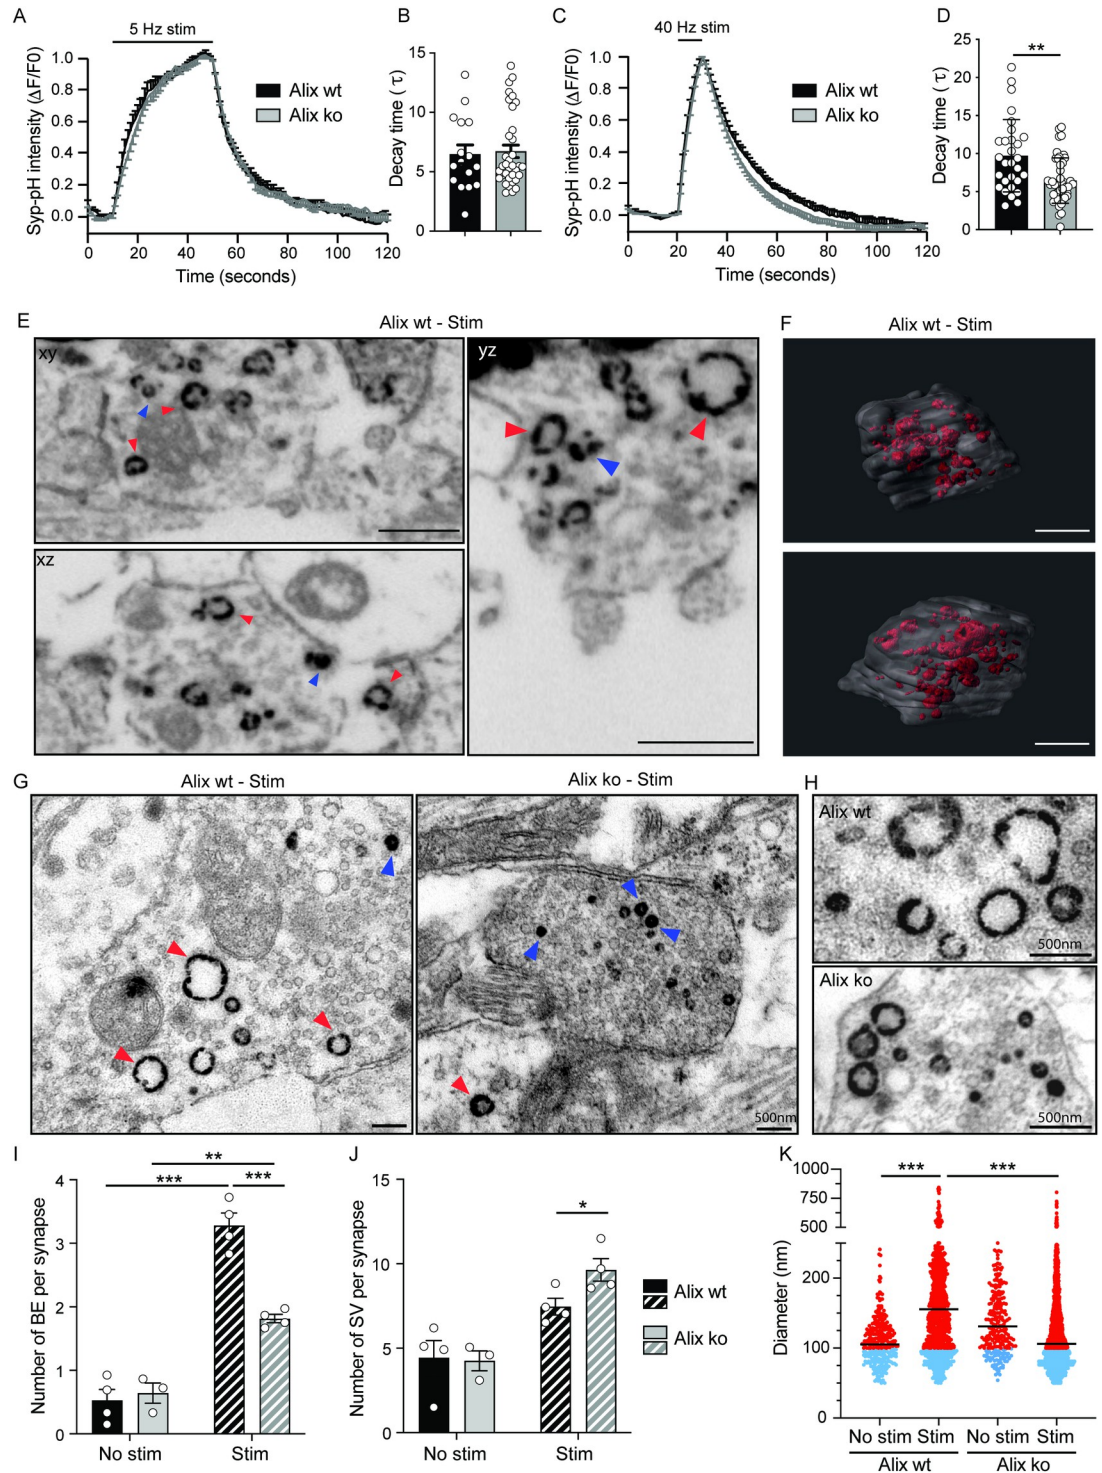 A
5 Hz stim
Syp-pH intensity (ΔF/F0)
1.0
0.8
0.6
0.4
0.2
0.0
0 20 40 60 80 100 120
Time (seconds)
Alix wt
Alix ko
B
Decay time (τ)
15
10
5
0
C
40 Hz stim
Syp-pH intensity (ΔF/F0)
1.0
0.8
0.6
0.4
0.2
0.0
0 20 40 60 80 100 120
Time (seconds)
Alix wt
Alix ko
D
Decay time (τ)
25
20
15
10
5
0
**
E
Alix wt - Stim
xy
xz
yz
F
Alix wt - Stim
G
Alix wt - Stim
Alix ko - Stim
500nm
H
Alix wt
500nm
Alix ko
500nm
I
Number of BE per synapse
4
3
2
1
0
**
*** ***
No stim Stim
J
Number of SV per synapse
15
10
5
0
*
No stim Stim
Alix wt
Alix ko
K
Diameter (nm)
1000
750
500
200
100
0
*** ***
No stim Stim No stim Stim
Alix wt Alix ko